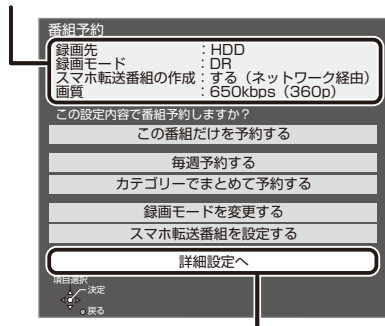 番組予約
録画先　　　　　　　　：HDD
録画モード　　　　　　：DR
スマホ転送番組の作成：する（ネットワーク経由）
画質　　　　　　　　　：650kbps（360p）
この設定内容で番組予約しますか？
この番組だけを予約する
毎週予約する
カテゴリーでまとめて予約する
録画モードを変更する
スマホ転送番組を設定する
詳細設定へ
項目選択
決定
戻る